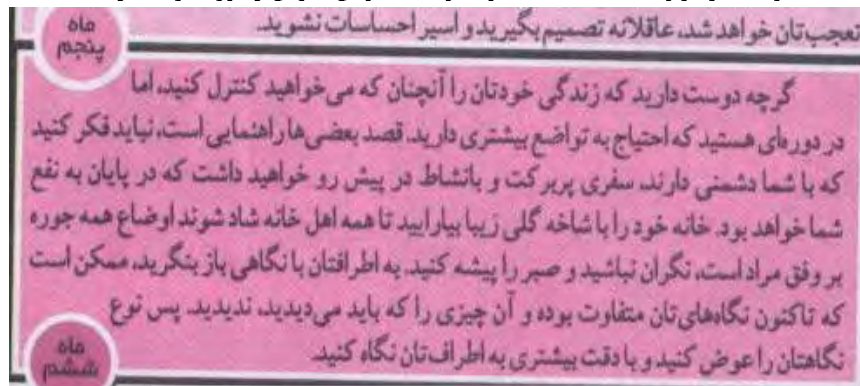 تعجب‌تان خواهد شد، عاقلانه تصمیم بگیرید و اسیر احساسات نشوید.
ماه
پنجم
گرچه دوست دارید که زندگی خودتان را آنچنان که می‌خواهید کنترل کنید، اما
در دوره‌ای هستید که احتیاج به تواضع بیشتری دارید. قصد بعضی‌ها راهنمایی است، نباید فکر کنید
که با شما دشمنی دارند. سفری پربرکت و بانشاط در پیش رو خواهید داشت که در پایان به نفع
شما خواهد بود. خانه خود را با شاخه گلی زیبا بیارایید تا همه اهل خانه شاد شوند اوضاع همه جوره
بر وفق مراد است، نگران نباشید و صبر را پیشه کنید. به اطرافتان با نگاهی باز بنگرید، ممکن است
که تاکنون نگاه‌های‌تان متفاوت بوده و آن چیزی را که باید می‌دیدید، ندیدید. پس نوع
نگاهتان را عوض کنید و با دقت بیشتری به اطراف‌تان نگاه کنید.
ماه
ششم